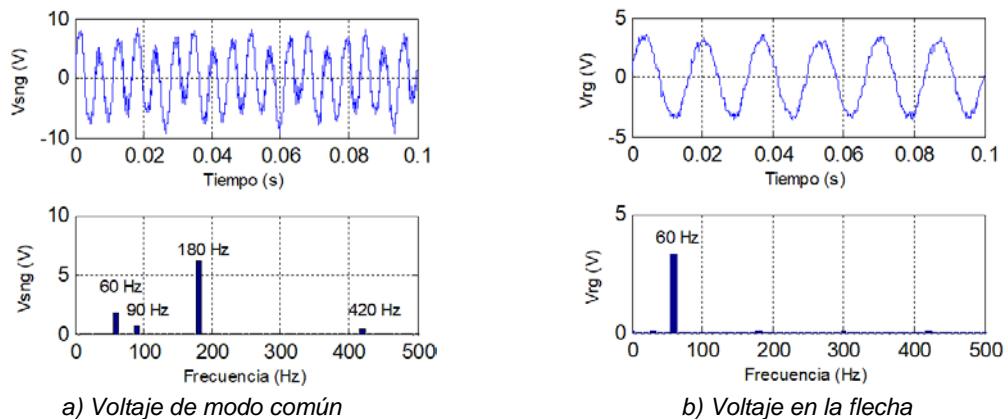 10
0
-10
Vsng (V)
0 0.02 0.04 0.06 0.08 0.1
Tiempo (s)
5
0
-5
Vrg (V)
0 0.02 0.04 0.06 0.08 0.1
Tiempo (s)
10
5
0
Vsng (V)
180 Hz
60 Hz
90 Hz
420 Hz
0 100 200 300 400 500
Frecuencia (Hz)
5
0
Vrg (V)
60 Hz
0 100 200 300 400 500
Frecuencia (Hz)
a) Voltaje de modo común
b) Voltaje en la flecha